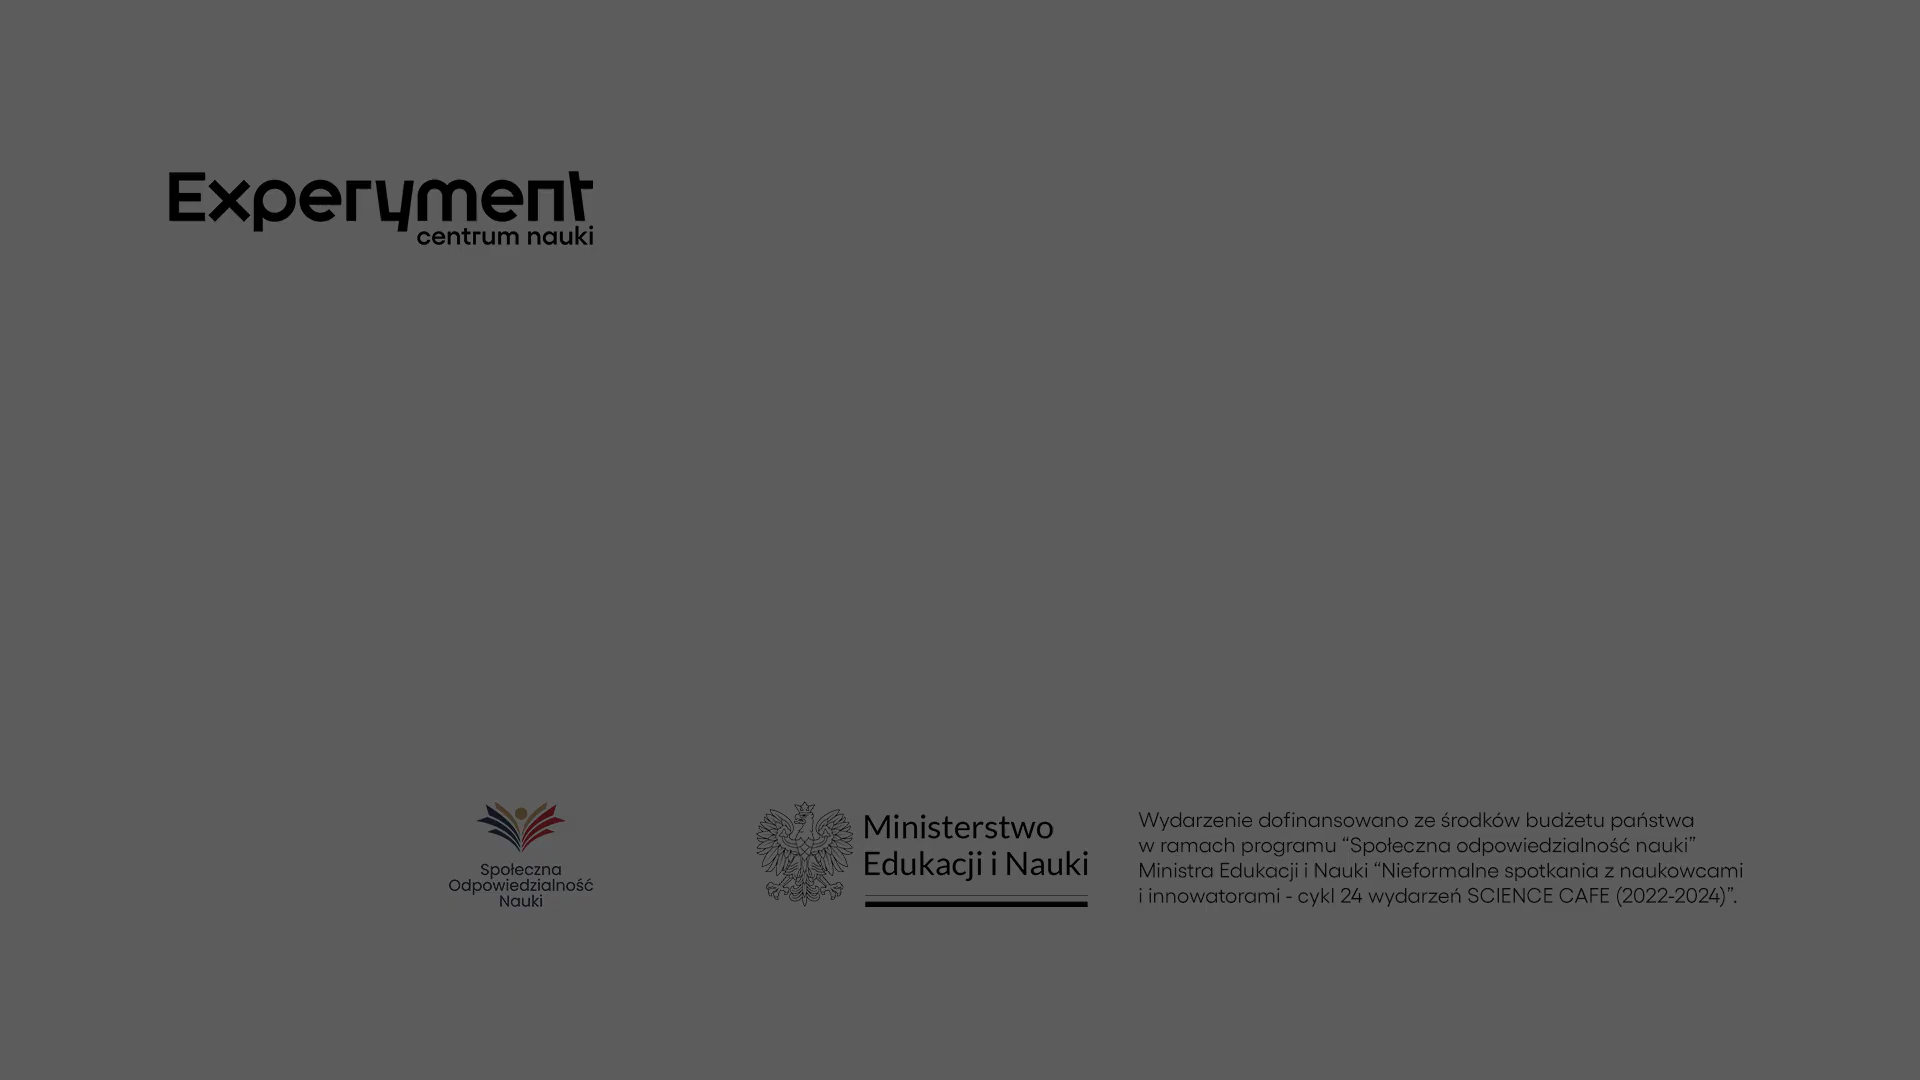 Experyment
centrum nauki
Społeczna
Odpowiedzialność
Nauki
Ministerstwo
Edukacji i Nauki
Wydarzenie dofinansowano ze środków budżetu państwa
w ramach programu “Społeczna odpowiedzialność nauki”
Ministra Edukacji i Nauki “Nieformalne spotkania z naukowcami
i innowatorami - cykl 24 wydarzeń SCIENCE CAFE (2022-2024)”.